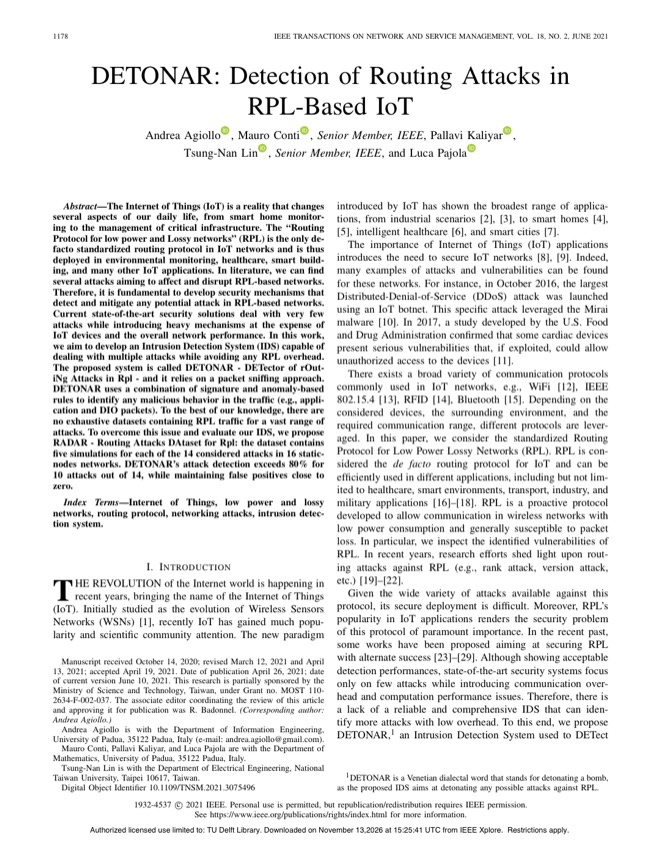 1178
IEEE TRANSACTIONS ON NETWORK AND SERVICE MANAGEMENT, VOL. 18, NO. 2, JUNE 2021
DETONAR: Detection of Routing Attacks in
RPL-Based IoT
Andrea Agiollo, Mauro Conti, Senior Member, IEEE, Pallavi Kaliyar,
Tsung-Nan Lin, Senior Member, IEEE, and Luca Pajola
Abstract—The Internet of Things (IoT) is a reality that changes
several aspects of our daily life, from smart home monitor-
ing to the management of critical infrastructure. The “Routing
Protocol for low power and Lossy networks” (RPL) is the only de-
facto standardized routing protocol in IoT networks and is thus
deployed in environmental monitoring, healthcare, smart build-
ing, and many other IoT applications. In literature, we can find
several attacks aiming to affect and disrupt RPL-based networks.
Therefore, it is fundamental to develop security mechanisms that
detect and mitigate any potential attack in RPL-based networks.
Current state-of-the-art security solutions deal with very few
attacks while introducing heavy mechanisms at the expense of
IoT devices and the overall network performance. In this work,
we aim to develop an Intrusion Detection System (IDS) capable of
dealing with multiple attacks while avoiding any RPL overhead.
The proposed system is called DETONAR - DETector of rOut-
iNg Attacks in Rpl - and it relies on a packet sniffing approach.
DETONAR uses a combination of signature and anomaly-based
rules to identify any malicious behavior in the traffic (e.g., appli-
cation and DIO packets). To the best of our knowledge, there are
no exhaustive datasets containing RPL traffic for a vast range of
attacks. To overcome this issue and evaluate our IDS, we propose
RADAR - Routing Attacks DAtaset for Rpl: the dataset contains
five simulations for each of the 14 considered attacks in 16 static-
nodes networks. DETONAR’s attack detection exceeds 80% for
10 attacks out of 14, while maintaining false positives close to
zero.
Index Terms—Internet of Things, low power and lossy
networks, routing protocol, networking attacks, intrusion detec-
tion system.
I. INTRODUCTION
THE REVOLUTION of the Internet world is happening in
recent years, bringing the name of the Internet of Things
(IoT). Initially studied as the evolution of Wireless Sensors
Networks (WSNs) [1], recently IoT has gained much popu-
larity and scientific community attention. The new paradigm
Manuscript received October 14, 2020; revised March 12, 2021 and April
13, 2021; accepted April 19, 2021. Date of publication April 26, 2021; date
of current version June 10, 2021. This research is partially sponsored by the
Ministry of Science and Technology, Taiwan, under Grant no. MOST 110-
2634-F-002-037. The associate editor coordinating the review of this article
and approving it for publication was R. Badonnel. (Corresponding author:
Andrea Agiollo.)
Andrea Agiollo is with the Department of Information Engineering,
University of Padua, 35122 Padua, Italy (e-mail: andrea.agiollo@gmail.com).
Mauro Conti, Pallavi Kaliyar, and Luca Pajola are with the Department of
Mathematics, University of Padua, 35122 Padua, Italy.
Tsung-Nan Lin is with the Department of Electrical Engineering, National
Taiwan University, Taipei 10617, Taiwan.
Digital Object Identifier 10.1109/TNSM.2021.3075496
introduced by IoT has shown the broadest range of applica-
tions, from industrial scenarios [2], [3], to smart homes [4],
[5], intelligent healthcare [6], and smart cities [7].
The importance of Internet of Things (IoT) applications
introduces the need to secure IoT networks [8], [9]. Indeed,
many examples of attacks and vulnerabilities can be found
for these networks. For instance, in October 2016, the largest
Distributed-Denial-of-Service (DDoS) attack was launched
using an IoT botnet. This specific attack leveraged the Mirai
malware [10]. In 2017, a study developed by the U.S. Food
and Drug Administration confirmed that some cardiac devices
present serious vulnerabilities that, if exploited, could allow
unauthorized access to the devices [11].
There exists a broad variety of communication protocols
commonly used in IoT networks, e.g., WiFi [12], IEEE
802.15.4 [13], RFID [14], Bluetooth [15]. Depending on the
considered devices, the surrounding environment, and the
required communication range, different protocols are lever-
aged. In this paper, we consider the standardized Routing
Protocol for Low Power Lossy Networks (RPL). RPL is con-
sidered the de facto routing protocol for IoT and can be
efficiently used in different applications, including but not lim-
ited to healthcare, smart environments, transport, industry, and
military applications [16]–[18]. RPL is a proactive protocol
developed to allow communication in wireless networks with
low power consumption and generally susceptible to packet
loss. In particular, we inspect the identified vulnerabilities of
RPL. In recent years, research efforts shed light upon rout-
ing attacks against RPL (e.g., rank attack, version attack,
etc.) [19]–[22].
Given the wide variety of attacks available against this
protocol, its secure deployment is difficult. Moreover, RPL’s
popularity in IoT applications renders the security problem
of this protocol of paramount importance. In the recent past,
some works have been proposed aiming at securing RPL
with alternate success [23]–[29]. Although showing acceptable
detection performances, state-of-the-art security systems focus
only on few attacks while introducing communication over-
head and computation performance issues. Therefore, there is
a lack of a reliable and comprehensive IDS that can iden-
tify more attacks with low overhead. To this end, we propose
DETONAR,1 an Intrusion Detection System used to DETect
1DETONAR is a Venetian dialectal word that stands for detonating a bomb,
as the proposed IDS aims at detonating any possible attacks against RPL.
1932-4537 © 2021 IEEE. Personal use is permitted, but republication/redistribution requires IEEE permission.
See https://www.ieee.org/publications/rights/index.html for more information.
Authorized licensed use limited to: TU Delft Library. Downloaded on November 13,2026 at 15:25:41 UTC from IEEE Xplore. Restrictions apply.